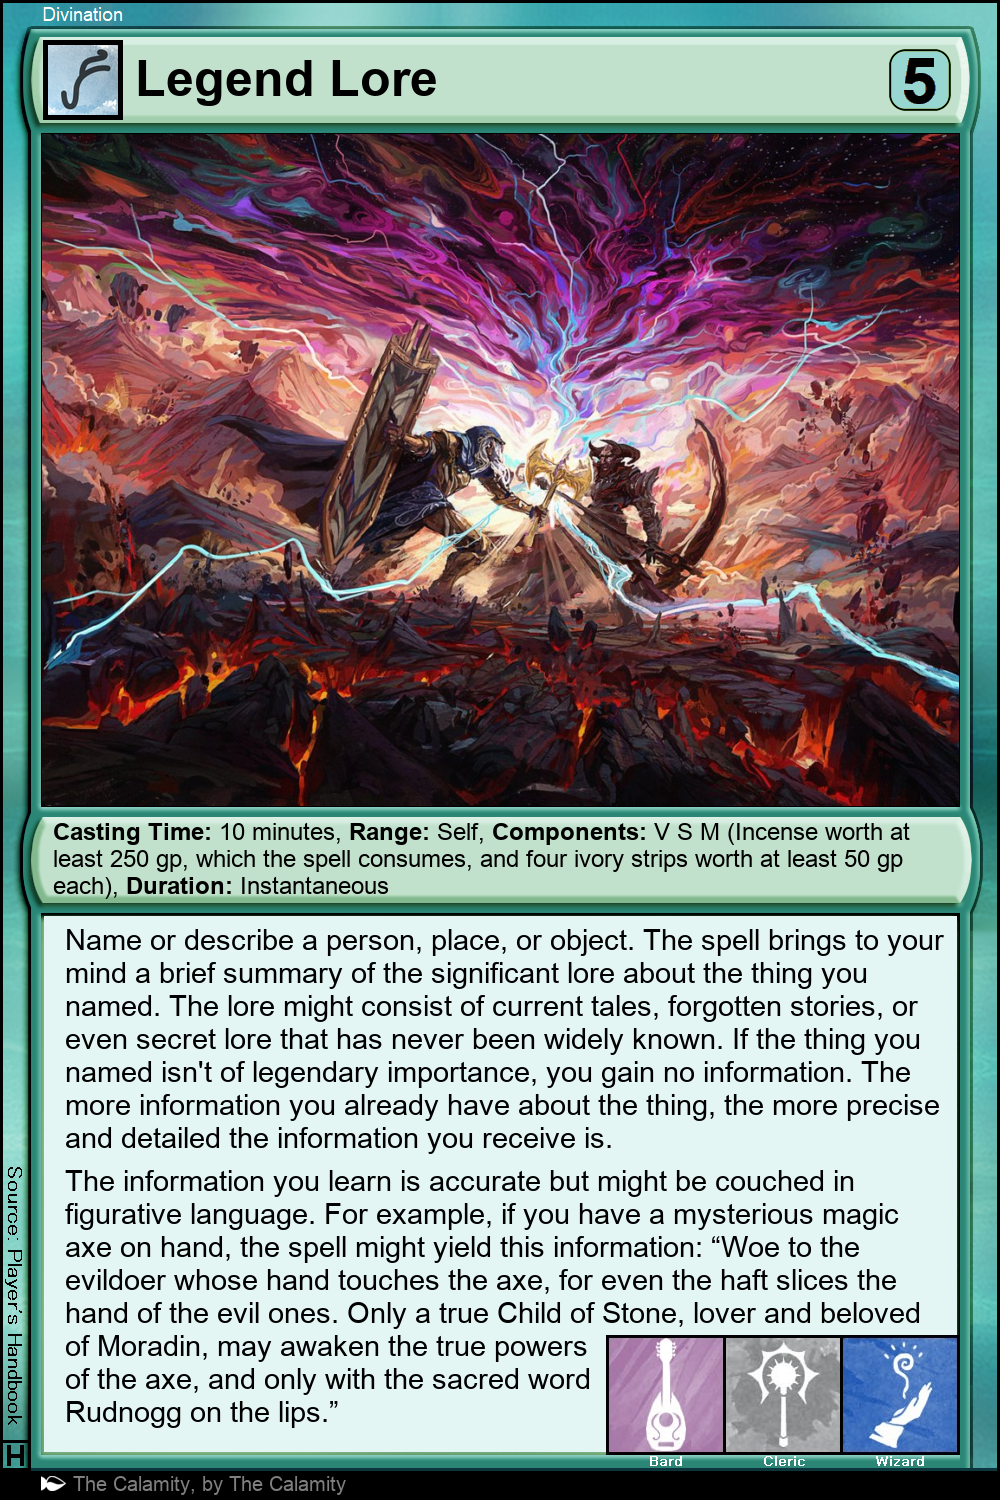 Divination
Legend Lore
5
Casting Time: 10 minutes, Range: Self, Components: V S M (Incense worth at
least 250 gp, which the spell consumes, and four ivory strips worth at least 50 gp
each), Duration: Instantaneous
Name or describe a person, place, or object. The spell brings to your
mind a brief summary of the significant lore about the thing you
named. The lore might consist of current tales, forgotten stories, or
even secret lore that has never been widely known. If the thing you
named isn't of legendary importance, you gain no information. The
more information you already have about the thing, the more precise
and detailed the information you receive is.
The information you learn is accurate but might be couched in
figurative language. For example, if you have a mysterious magic
axe on hand, the spell might yield this information: “Woe to the
evildoer whose hand touches the axe, for even the haft slices the
hand of the evil ones. Only a true Child of Stone, lover and beloved
of Moradin, may awaken the true powers
of the axe, and only with the sacred word
Rudnogg on the lips.”
Bard
Cleric
Wizard
Source: Player's Handbook
H
The Calamity, by The Calamity